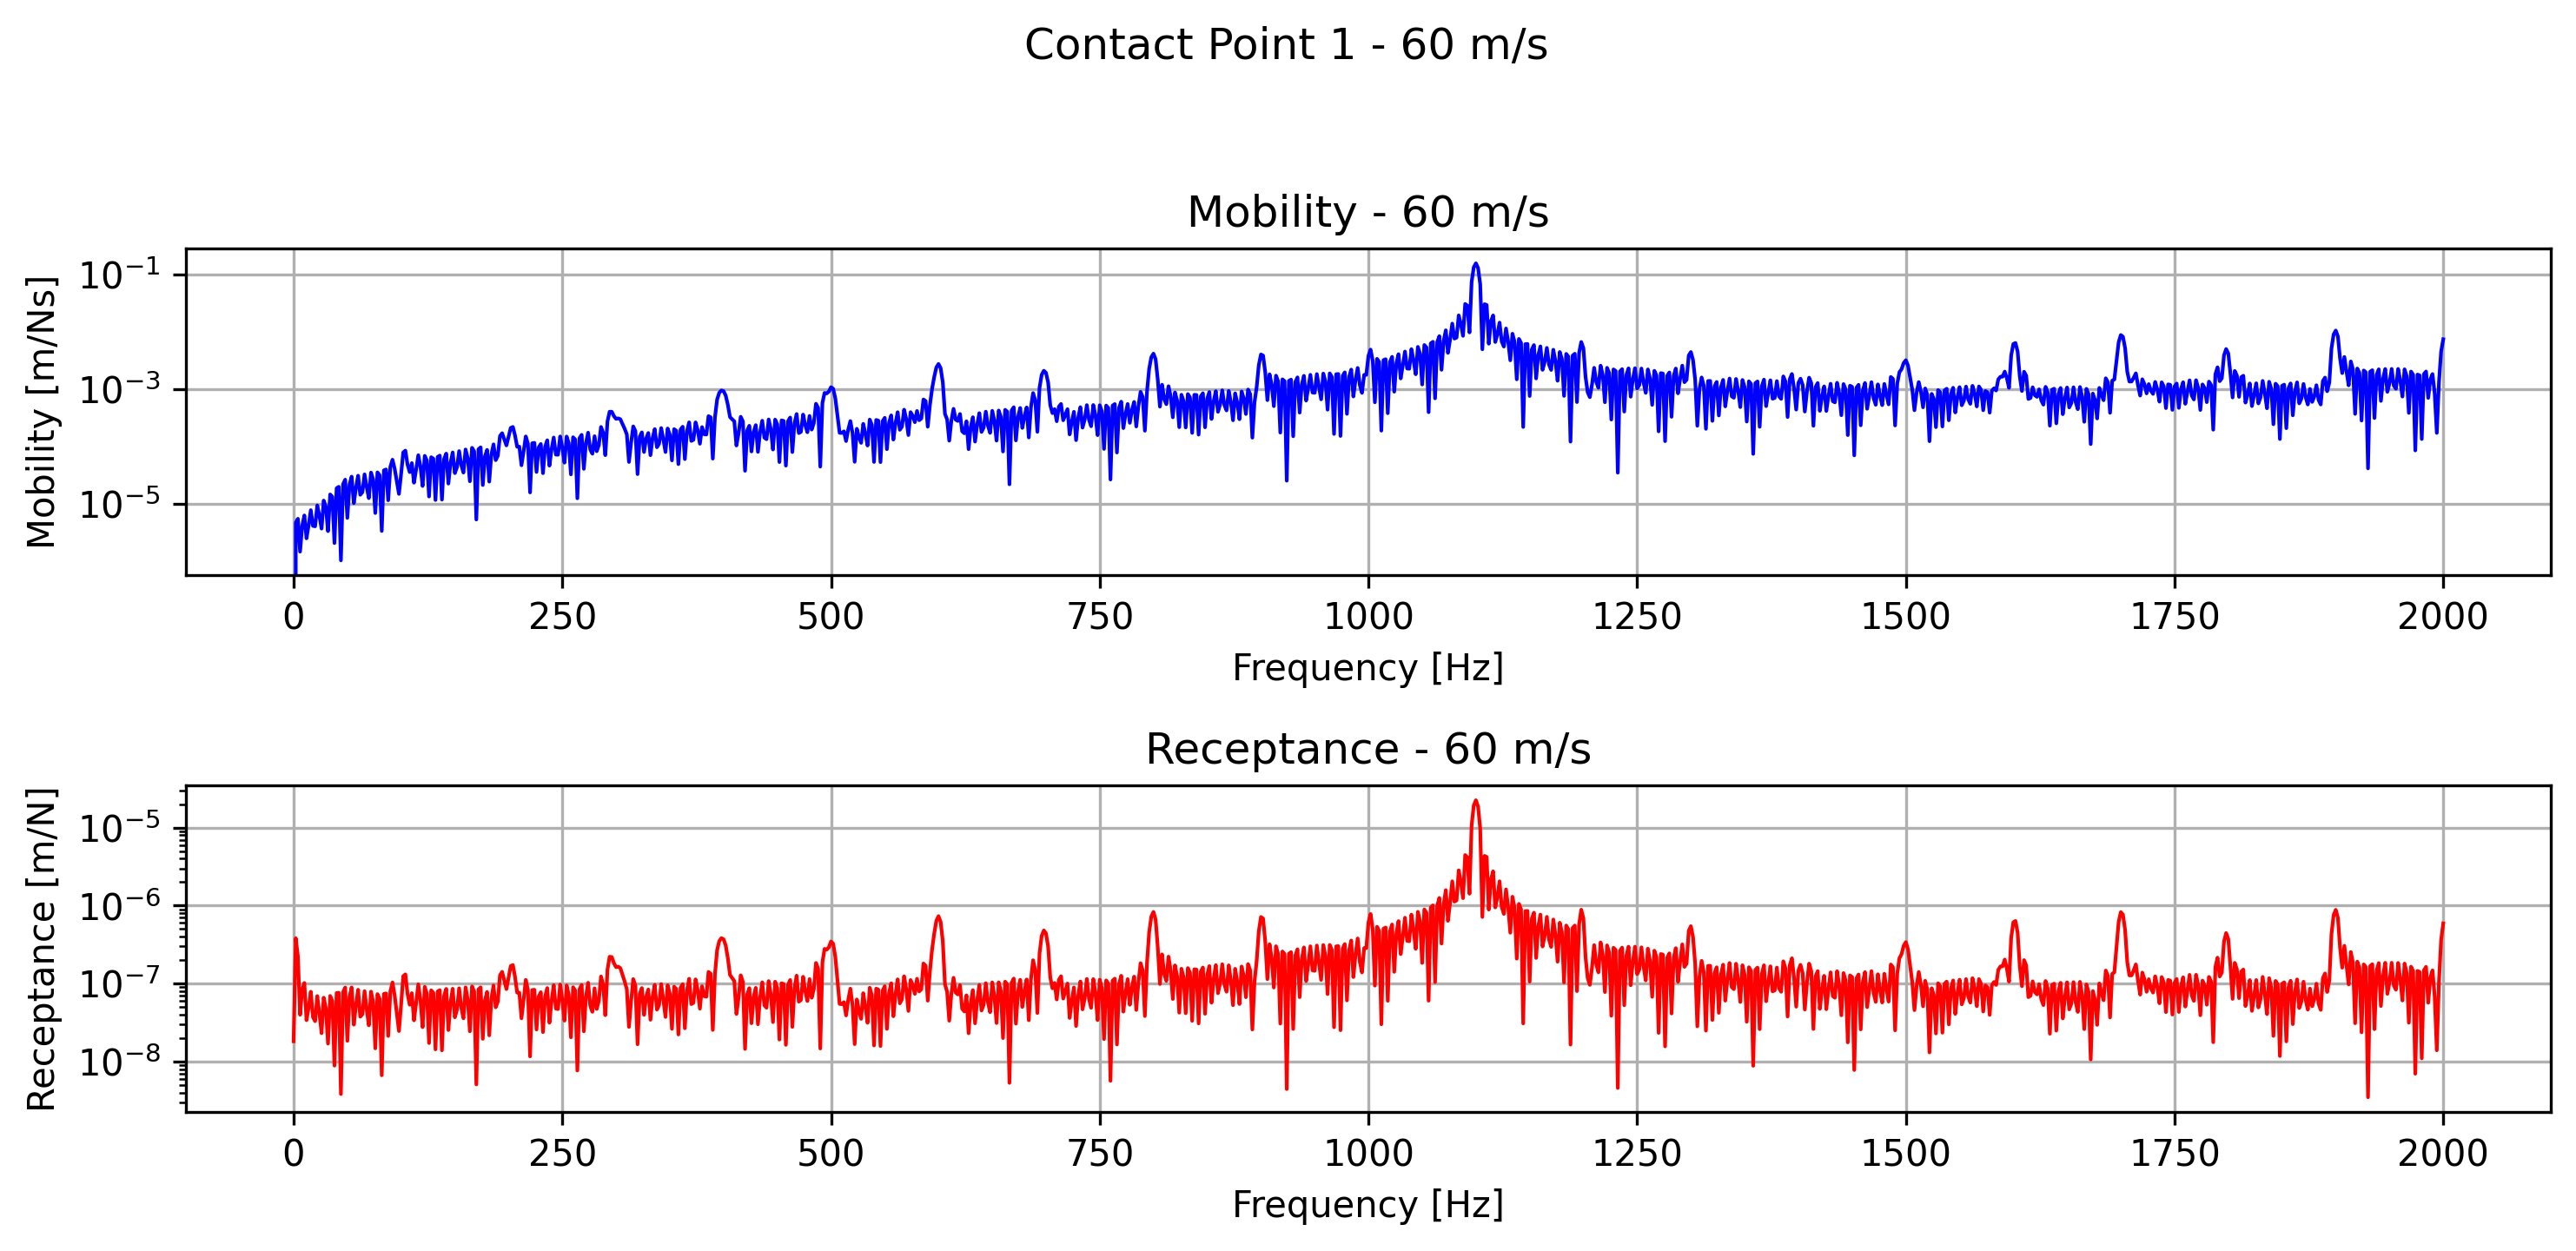 Contact Point 1 - 60 m/s
Mobility - 60 m/s
Mobility [m/Ns]
10⁻¹
10⁻³
10⁻⁵
0 250 500 750 1000 1250 1500 1750 2000
Frequency [Hz]
Receptance - 60 m/s
Receptance [m/N]
10⁻⁵
10⁻⁶
10⁻⁷
10⁻⁸
0 250 500 750 1000 1250 1500 1750 2000
Frequency [Hz]